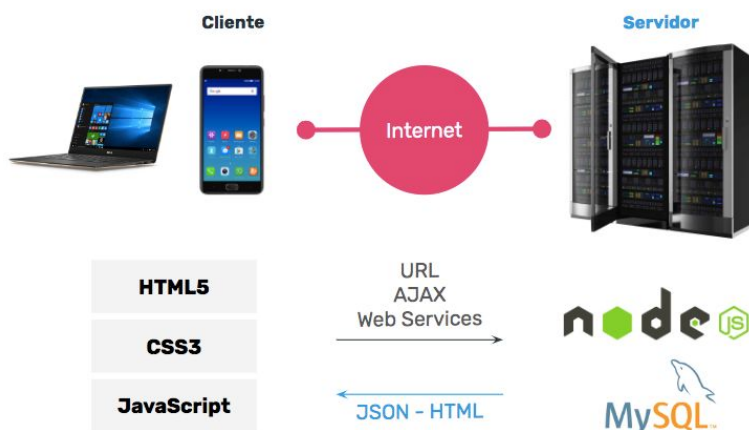 Cliente
Servidor
Internet
HTML5
CSS3
JavaScript
URL
AJAX
Web Services
JSON - HTML
node
JS
MySQL